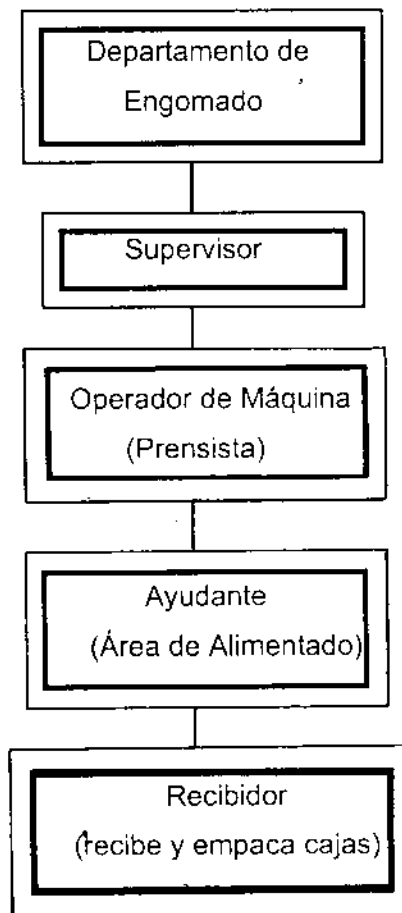 Departamento de
Engomado
Supervisor
Operador de Máquina
(Prensista)
Ayudante
(Área de Alimentado)
Recibidor
(recibe y empaca cajas)